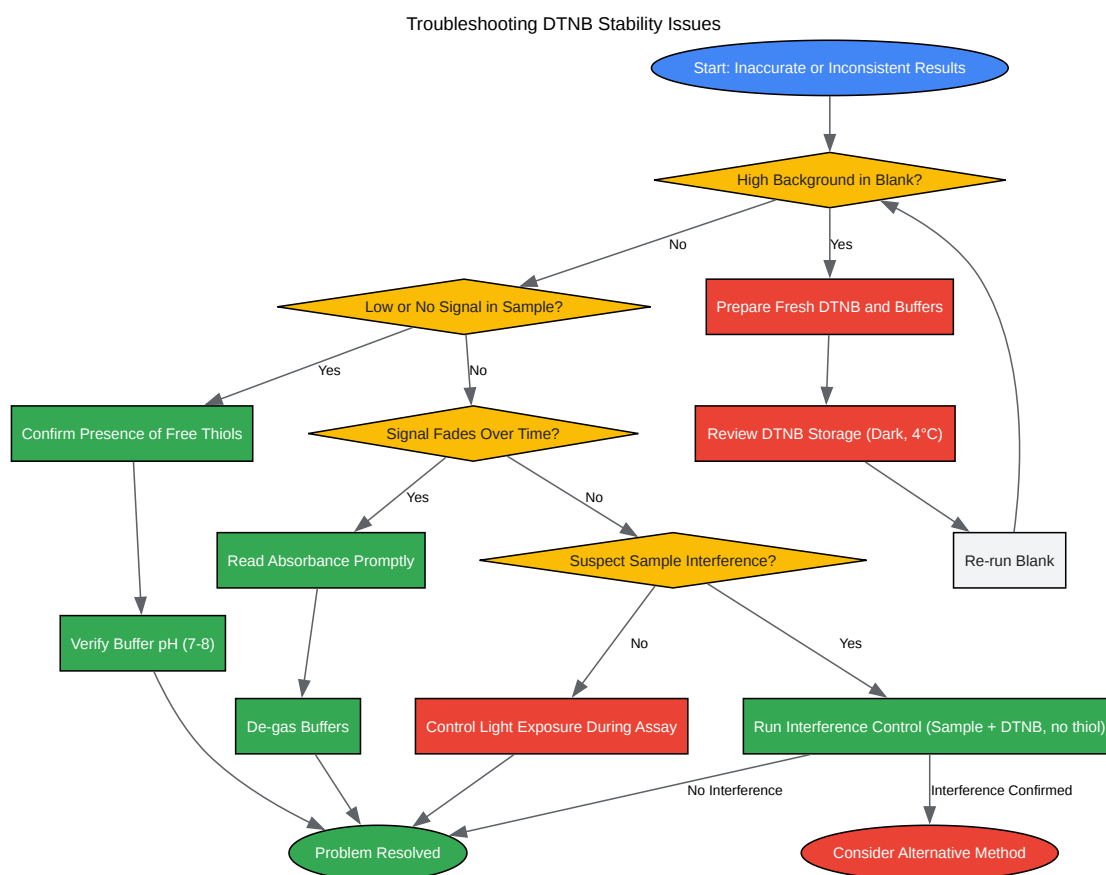 Troubleshooting DTNB Stability Issues
Start: Inaccurate or Inconsistent Results
High Background in Blank?
No
Yes
Low or No Signal in Sample?
Prepare Fresh DTNB and Buffers
Yes
No
Confirm Presence of Free Thiols
Signal Fades Over Time?
Review DTNB Storage (Dark, 4°C)
Yes
No
Read Absorbance Promptly
Suspect Sample Interference?
Re-run Blank
Verify Buffer pH (7-8)
No
Yes
De-gas Buffers
Control Light Exposure During Assay
Run Interference Control (Sample + DTNB, no thiol)
No Interference
Interference Confirmed
Problem Resolved
Consider Alternative Method